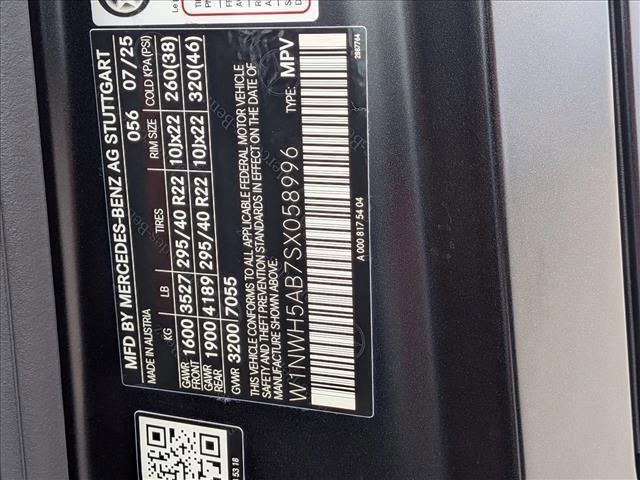 MFD BY MERCEDES-BENZ AG STUTTGART
MADE IN AUSTRIA 056 07/25
KG LB TIRES RIM SIZE COLD KPA (PSI)
GAWR FRONT 1600 3527 295/40 R22 10Jx22 260(38)
GAWR REAR 1900 4189 295/40 R22 10Jx22 320(46)
GVWR 3200 7055
THIS VEHICLE CONFORMS TO ALL APPLICABLE FEDERAL MOTOR VEHICLE
SAFETY AND THEFT PREVENTION STANDARDS IN EFFECT ON THE DATE OF
MANUFACTURE SHOWN ABOVE. TYPE: MPV
W1NWH5AB7SX058996
A 000 817 54 04
2887764